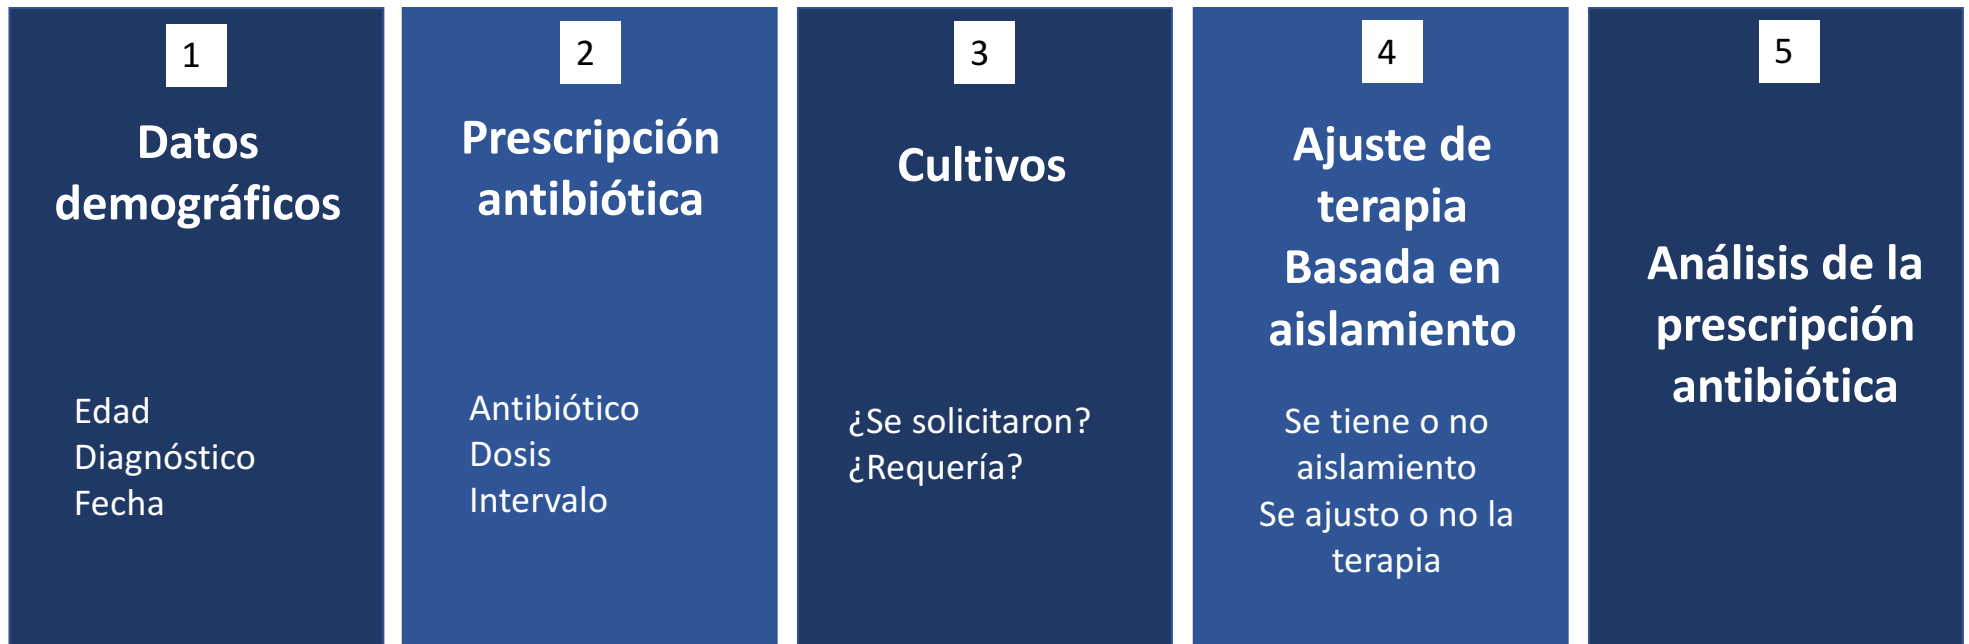 1
Datos
demográficos
Edad
Diagnóstico
Fecha
2
Prescripción
antibiótica
Antibiótico
Dosis
Intervalo
3
Cultivos
¿Se solicitaron?
¿Requería?
4
Ajuste de
terapia
Basada en
aislamiento
Se tiene o no
aislamiento
Se ajusto o no la
terapia
5
Análisis de la
prescripción
antibiótica